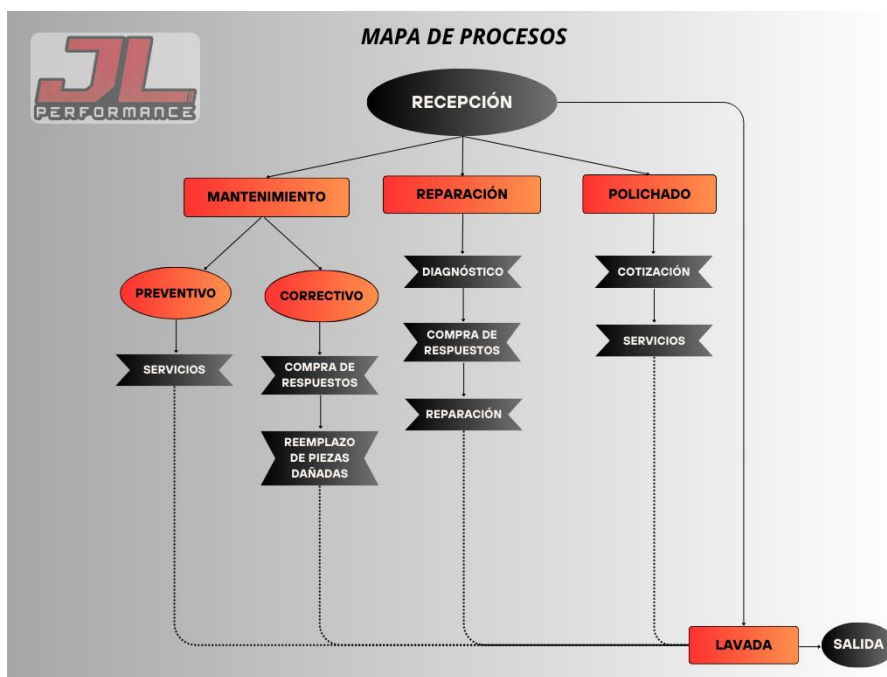 JL
PERFORMANCE
MAPA DE PROCESOS
RECEPCIÓN
MANTENIMIENTO
REPARACIÓN
POLICHADO
PREVENTIVO
CORRECTIVO
DIAGNÓSTICO
COTIZACIÓN
SERVICIOS
COMPRA DE
RESPUESTOS
COMPRA DE
RESPUESTOS
SERVICIOS
REEMPLAZO
DE PIEZAS
DAÑADAS
REPARACIÓN
LAVADA
SALIDA